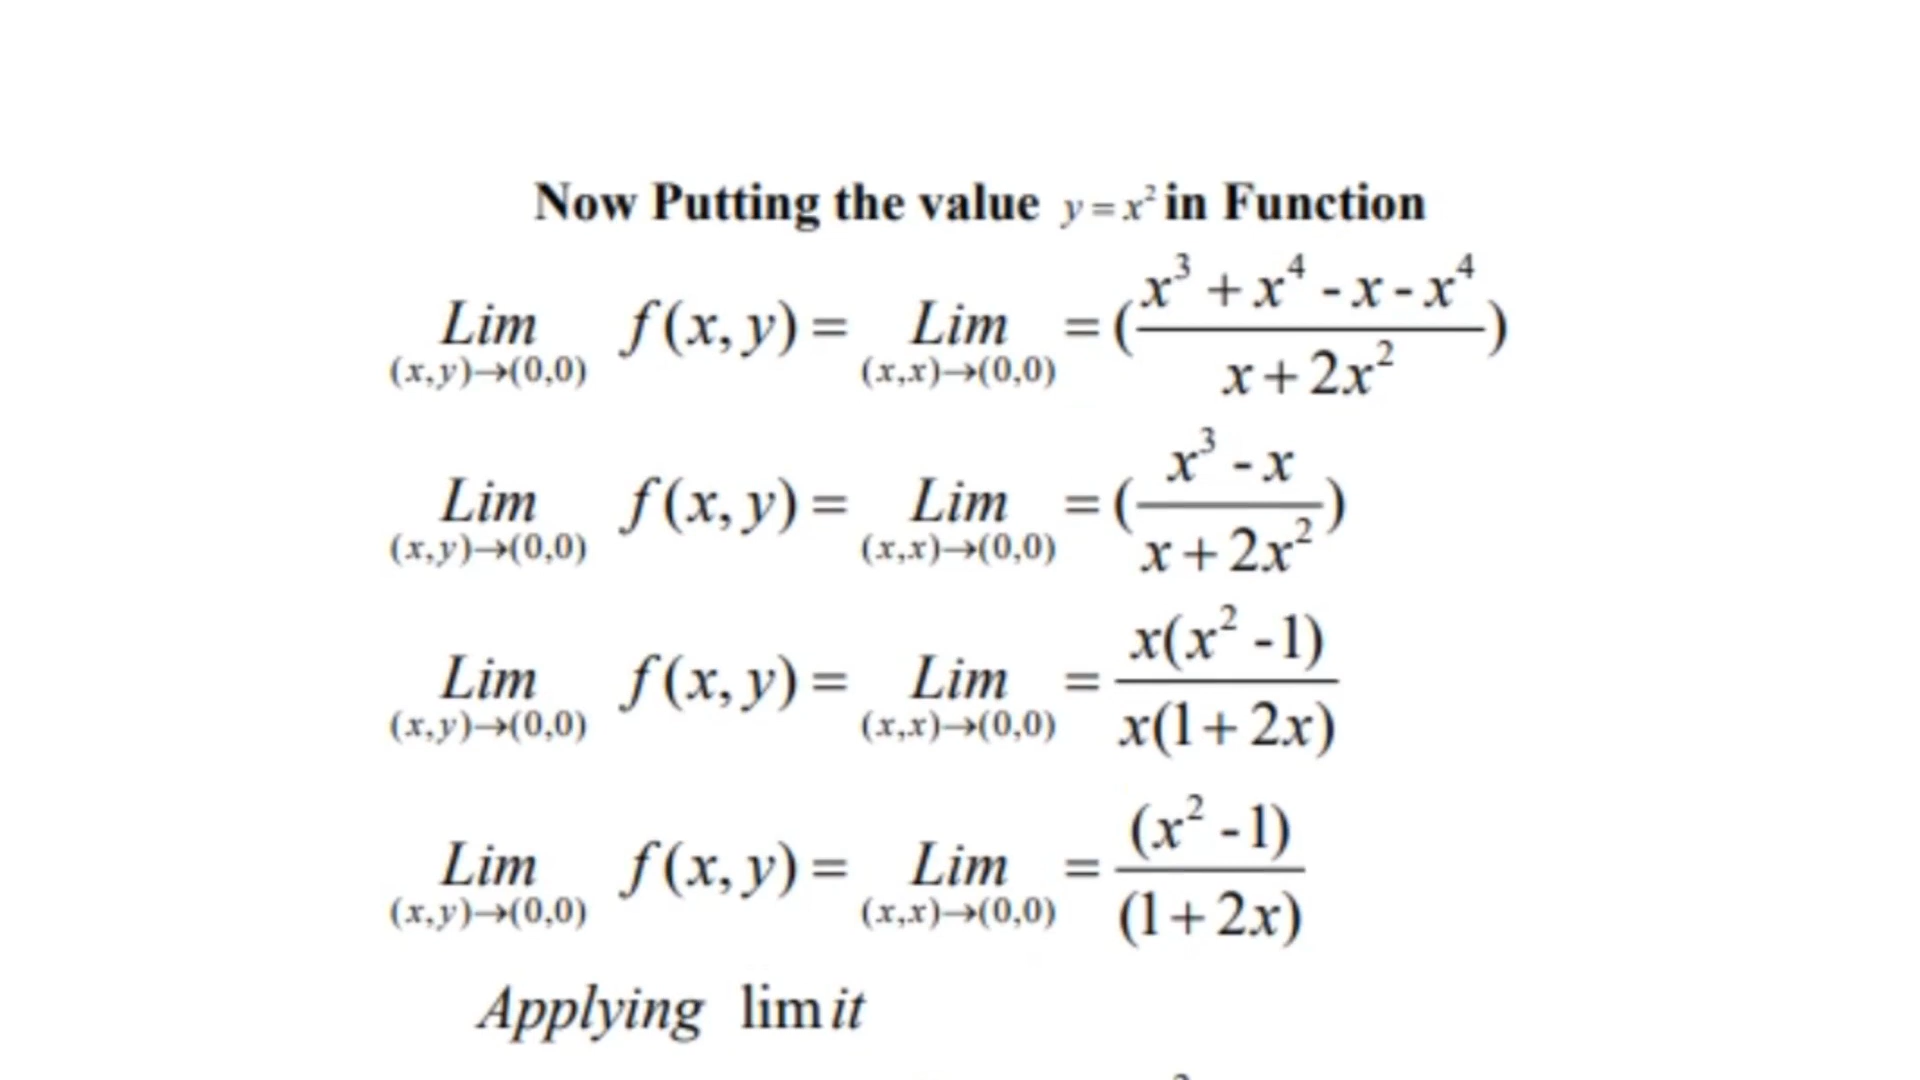 Now Putting the value y = x² in Function
Lim (x,y)→(0,0) f(x, y) = Lim (x,x)→(0,0) = (x³ + x⁴ - x - x⁴ / x + 2x²)
Lim (x,y)→(0,0) f(x, y) = Lim (x,x)→(0,0) = (x³ - x / x + 2x²)
Lim (x,y)→(0,0) f(x, y) = Lim (x,x)→(0,0) = x(x² - 1) / x(1 + 2x)
Lim (x,y)→(0,0) f(x, y) = Lim (x,x)→(0,0) = (x² - 1) / (1 + 2x)
Applying limit